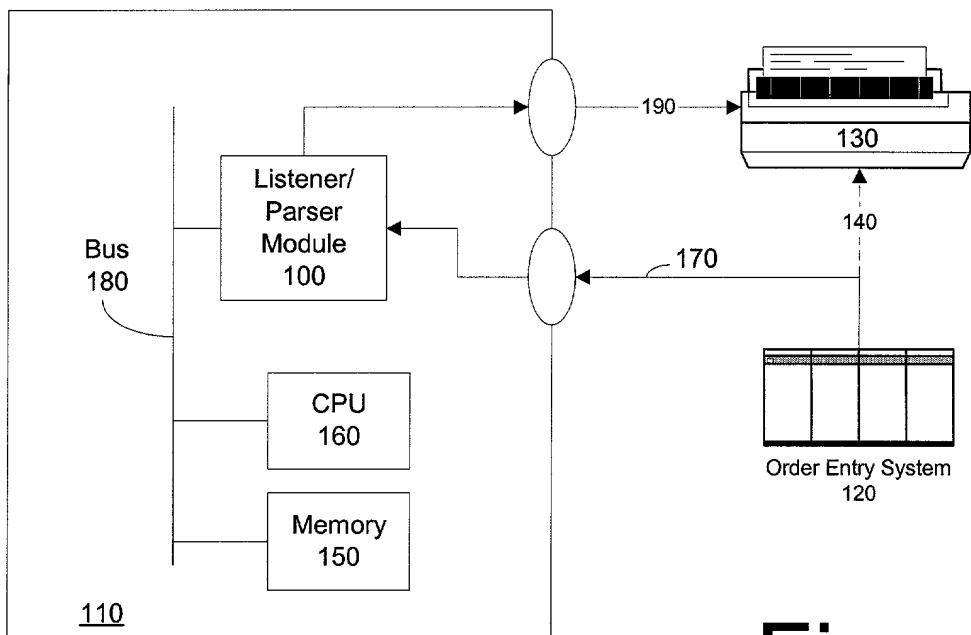 190
130
Listener/
Parser
Module
100
140
Bus
180
170
CPU
160
Order Entry System
120
Memory
150
110